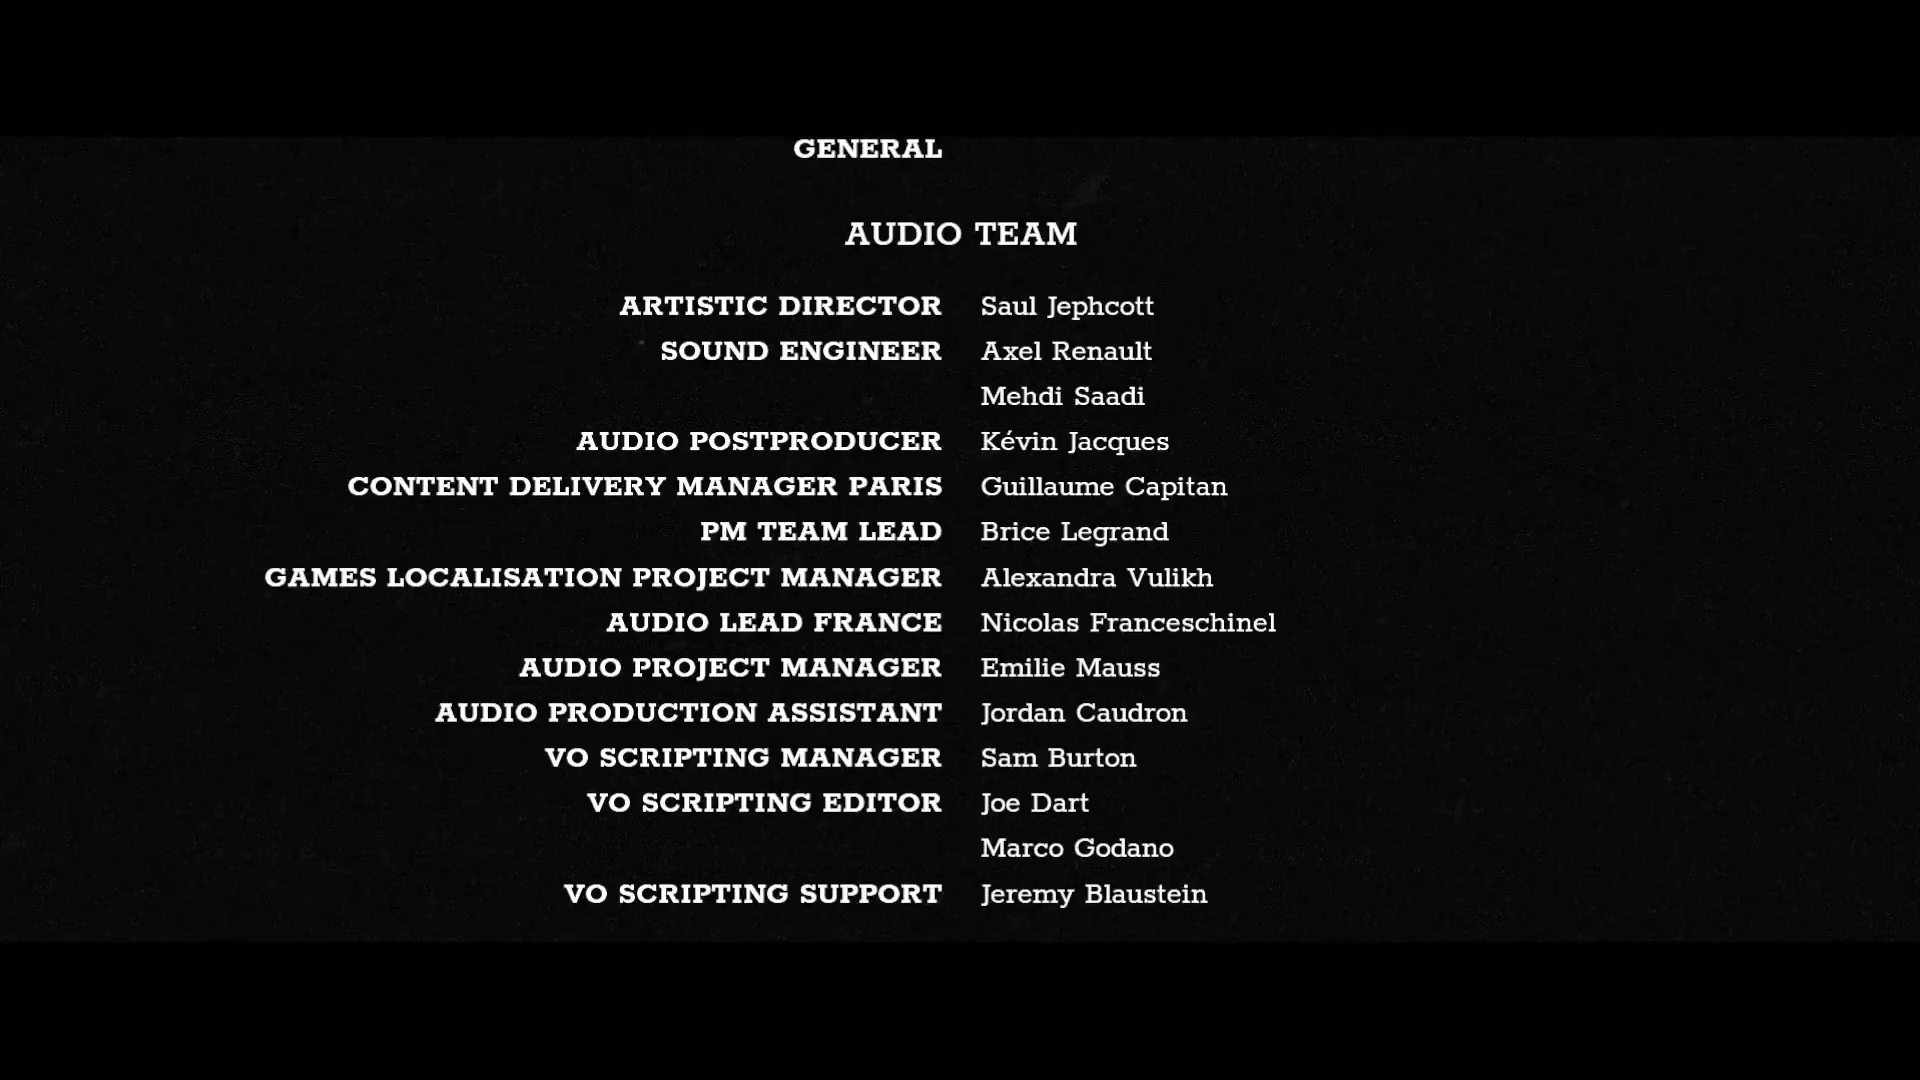 GENERAL
AUDIO TEAM
ARTISTIC DIRECTOR Saul Jephcott
SOUND ENGINEER Axel Renault
Mehdi Saadi
AUDIO POSTPRODUCER Kévin Jacques
CONTENT DELIVERY MANAGER PARIS Guillaume Capitan
PM TEAM LEAD Brice Legrand
GAMES LOCALISATION PROJECT MANAGER Alexandra Vulikh
AUDIO LEAD FRANCE Nicolas Franceschinel
AUDIO PROJECT MANAGER Emilie Mauss
AUDIO PRODUCTION ASSISTANT Jordan Caudron
VO SCRIPTING MANAGER Sam Burton
VO SCRIPTING EDITOR Joe Dart
Marco Godano
VO SCRIPTING SUPPORT Jeremy Blaustein